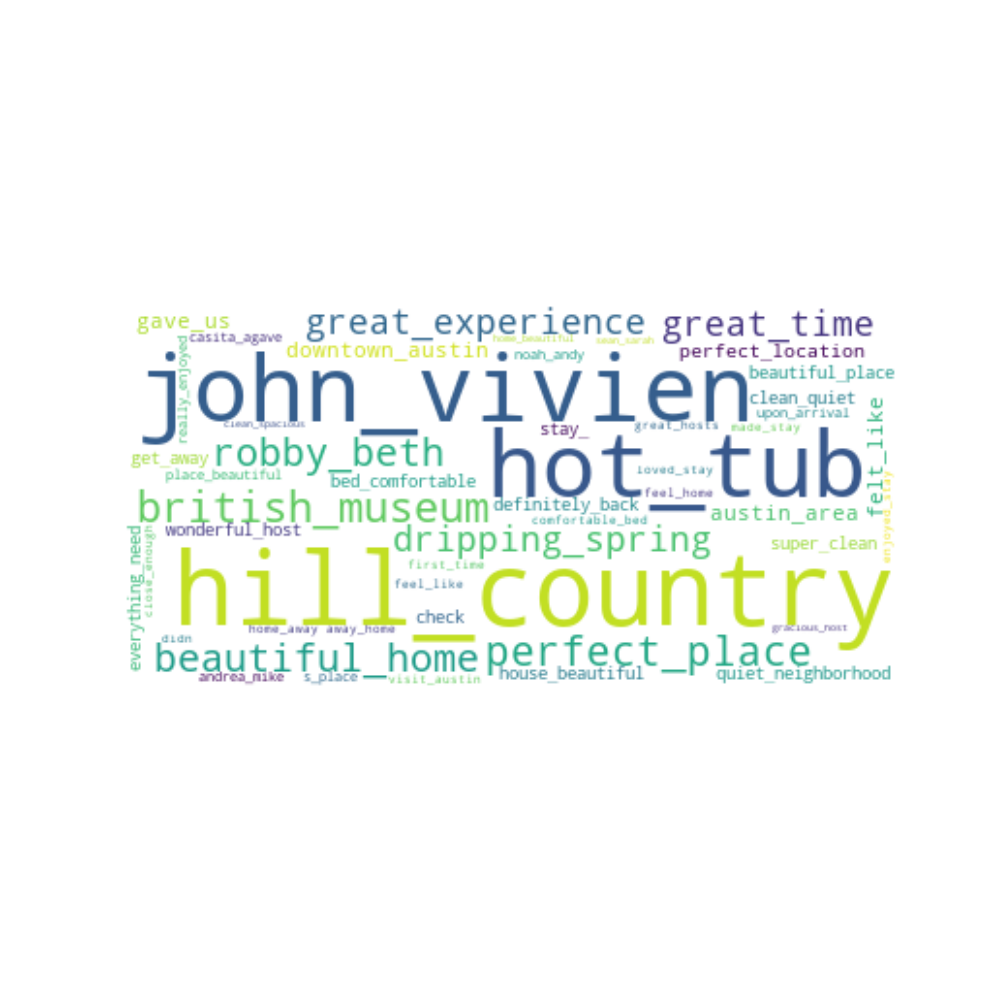 gave_us
great_experience
great_time
casita_agave
home_beautiful
sean_sarah
downtown_austin
noah_andy
perfect_location
really_enjoyed
john_vivien
beautiful_place
clean_quiet
upon_arrival
clean_spacious
stay_
great_hosts
made_stay
felt_like
robby_beth
hot_tub
get_away
place_beautiful
bed_comfortable
loved_stay
feel_home
enjoyed_stay
british_museum
definitely_back
austin_area
comfortable_bed
wonderful_host
dripping_spring
super_clean
everything_need
close_enough
first_time
hill_country
feel_like
check
home_away
away_home
gracious_host
didn
beautiful_home
perfect_place
andrea_mike
s_place
visit_austin
house_beautiful
quiet_neighborhood